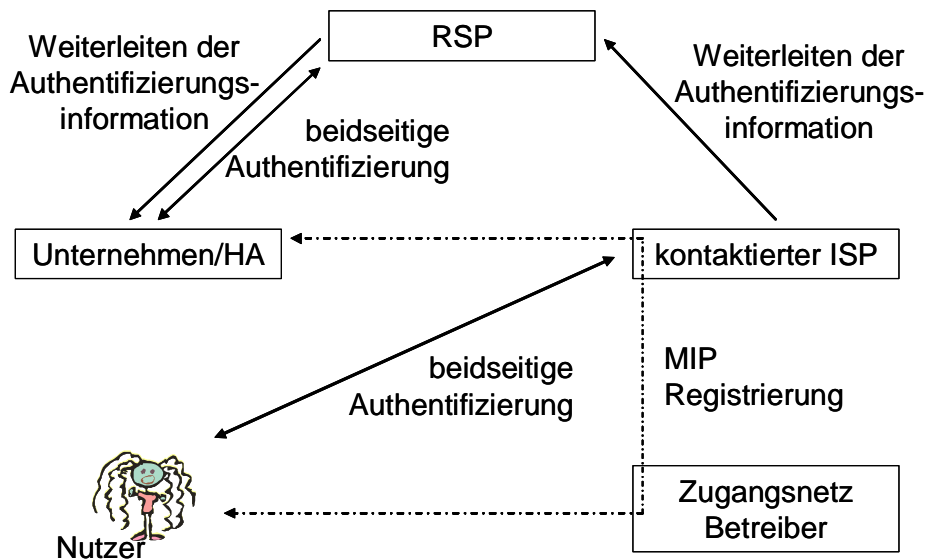 RSP
Weiterleiten der
Authentifizierungs-
information
Weiterleiten der
Authentifizierungs-
information
beidseitige
Authentifizierung
Unternehmen/HA
kontaktierter ISP
beidseitige
Authentifizierung
MIP
Registrierung
Zugangsnetz
Betreiber
Nutzer